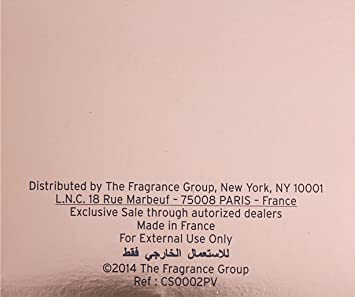 Distributed by The Fragrance Group, New York, NY 10001
L.N.C. 18 Rue Marbeuf – 75008 PARIS – France
Exclusive Sale through autorized dealers
Made in France
For External Use Only
للاستعمال الخارجي فقط
©2014 The Fragrance Group
Ref : CS0002PV